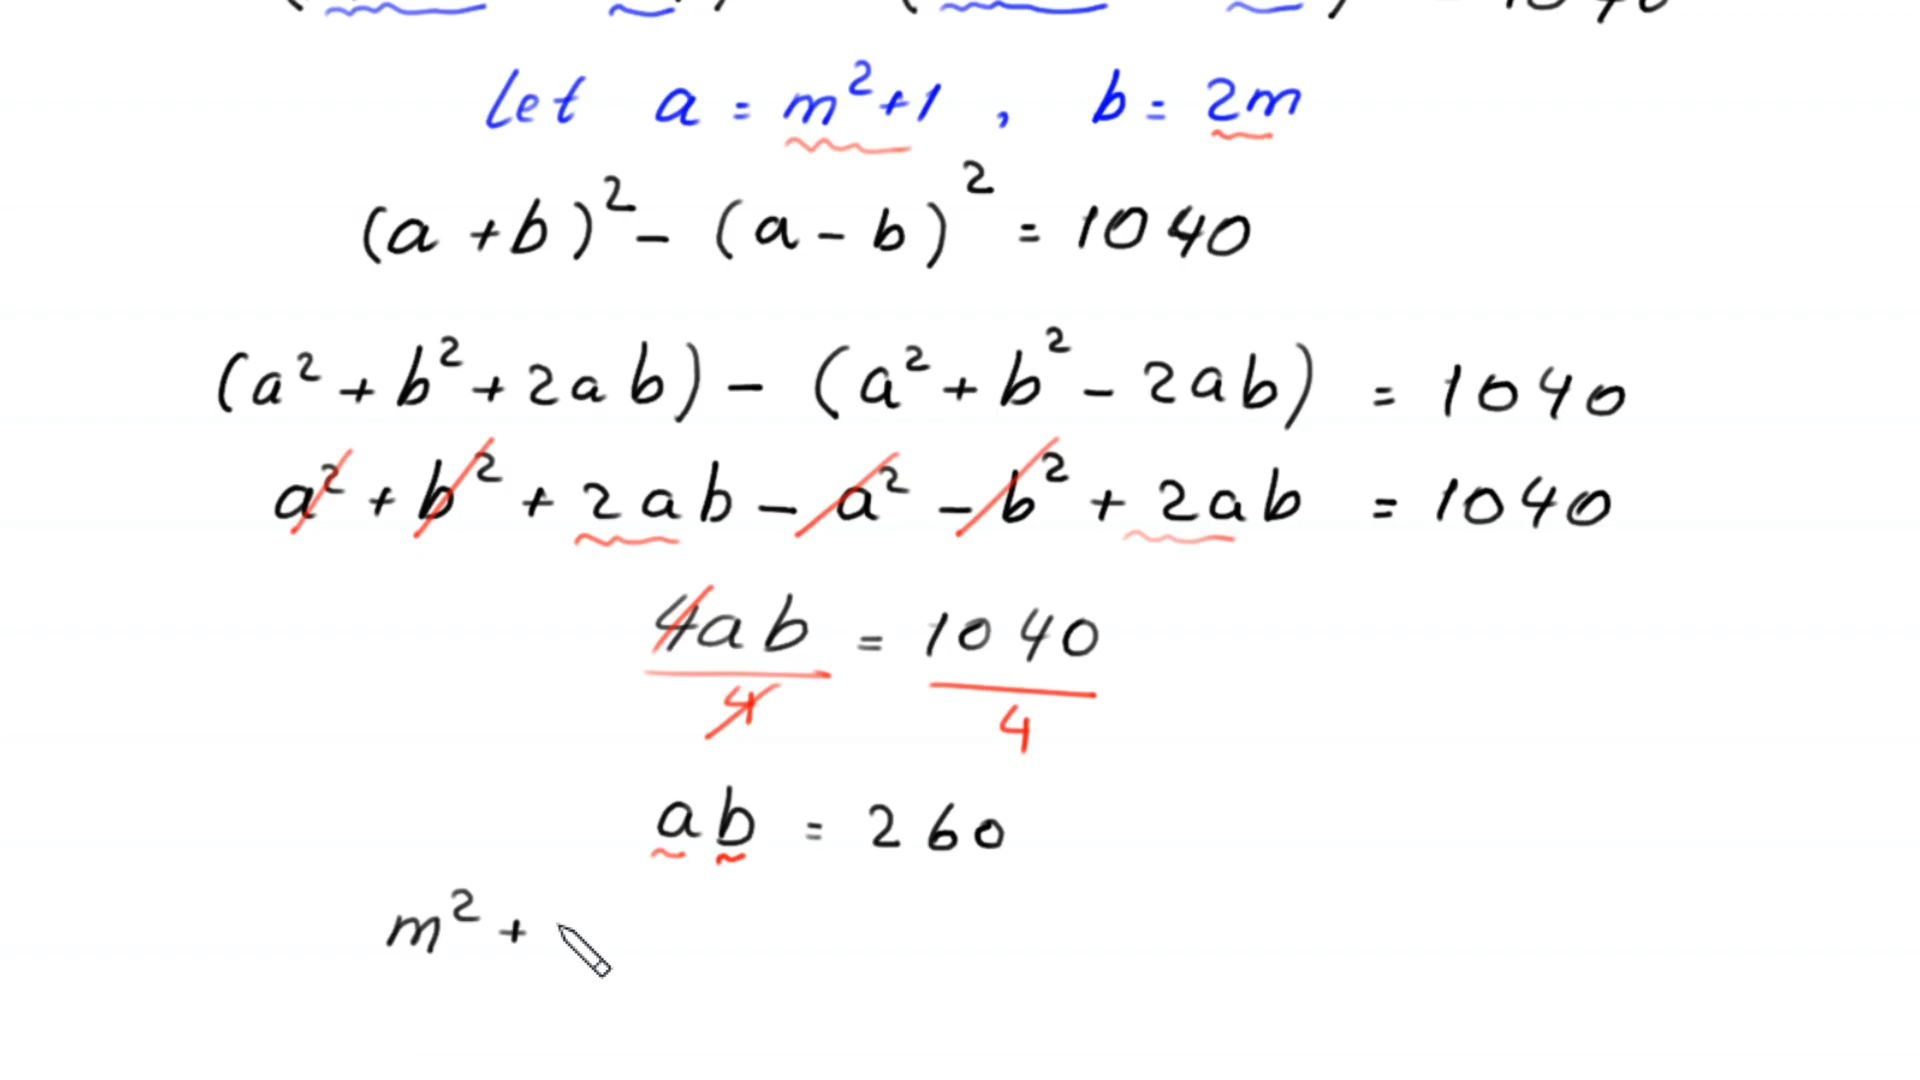 = 1040
Let a = m²+1 , b = 2m
(a + b)² - (a - b)² = 1040
(a² + b² + 2ab) - (a² + b² - 2ab) = 1040
a² + b² + 2ab - a² - b² + 2ab = 1040
4ab = 1040
4 4
ab = 260
m² +